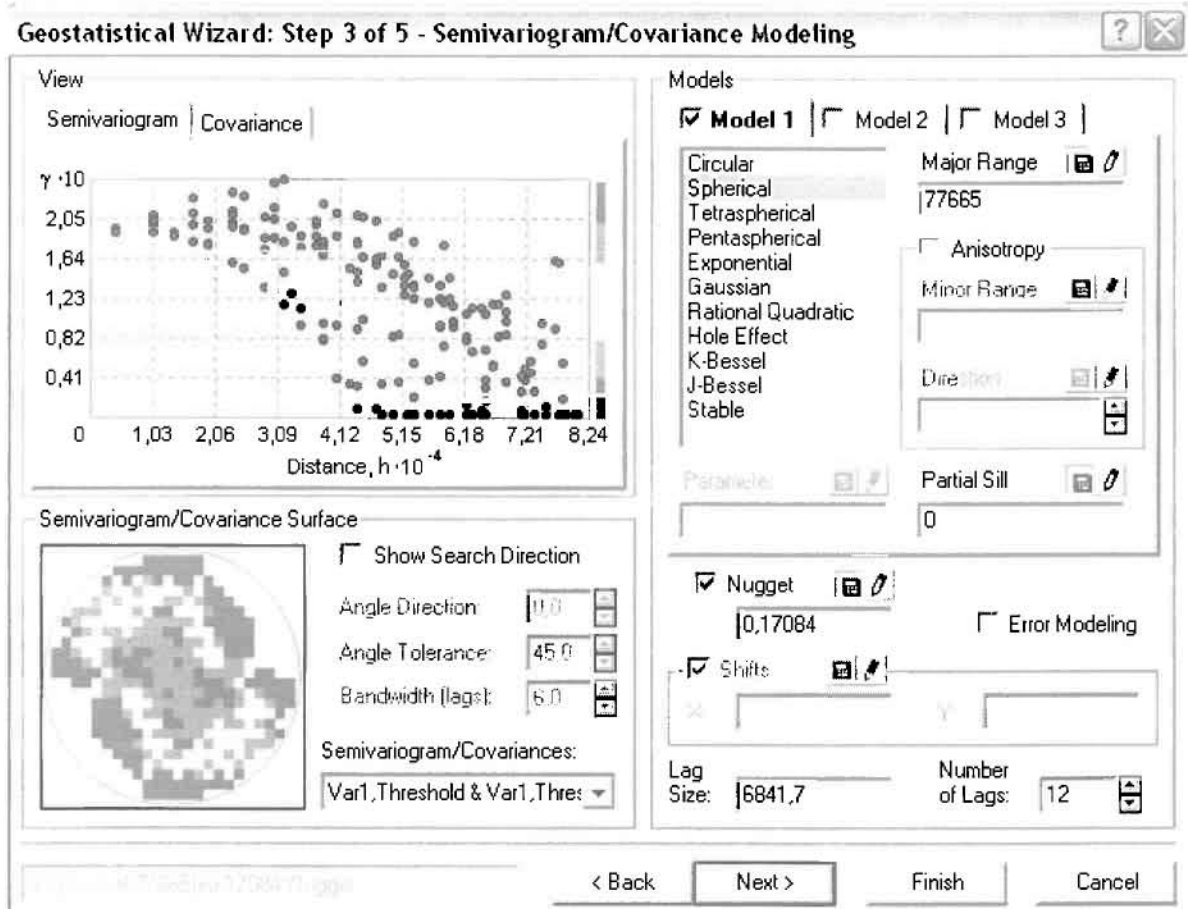 Geostatistical Wizard: Step 3 of 5 - Semivariogram/Covariance Modeling
View
Semivariogram
Covariance
γ ·10
2,05
1,64
1,23
0,82
0,41
0 1,03 2,06 3,09 4,12 5,15 6,18 7,21 8,24
Distance, h ·10 -4
Semivariogram/Covariance Surface
Show Search Direction
Angle Direction: 0,0
Angle Tolerance: 45.0
Bandwidth (lags): 6.0
Semivariogram/Covariances:
Var1,Threshold & Var1,Thres
Models
Model 1 Model 2 Model 3
Circular
Spherical
Tetraspherical
Pentaspherical
Exponential
Gaussian
Rational Quadratic
Hole Effect
K-Bessel
J-Bessel
Stable
Major Range
77665
Anisotropy
Minor Range
Direction
Parameter
Partial Sill
0
Nugget
0,17084
Error Modeling
Shifts
X:
Y:
Lag Size: 6841,7
Number of Lags: 12
< Back
Next >
Finish
Cancel